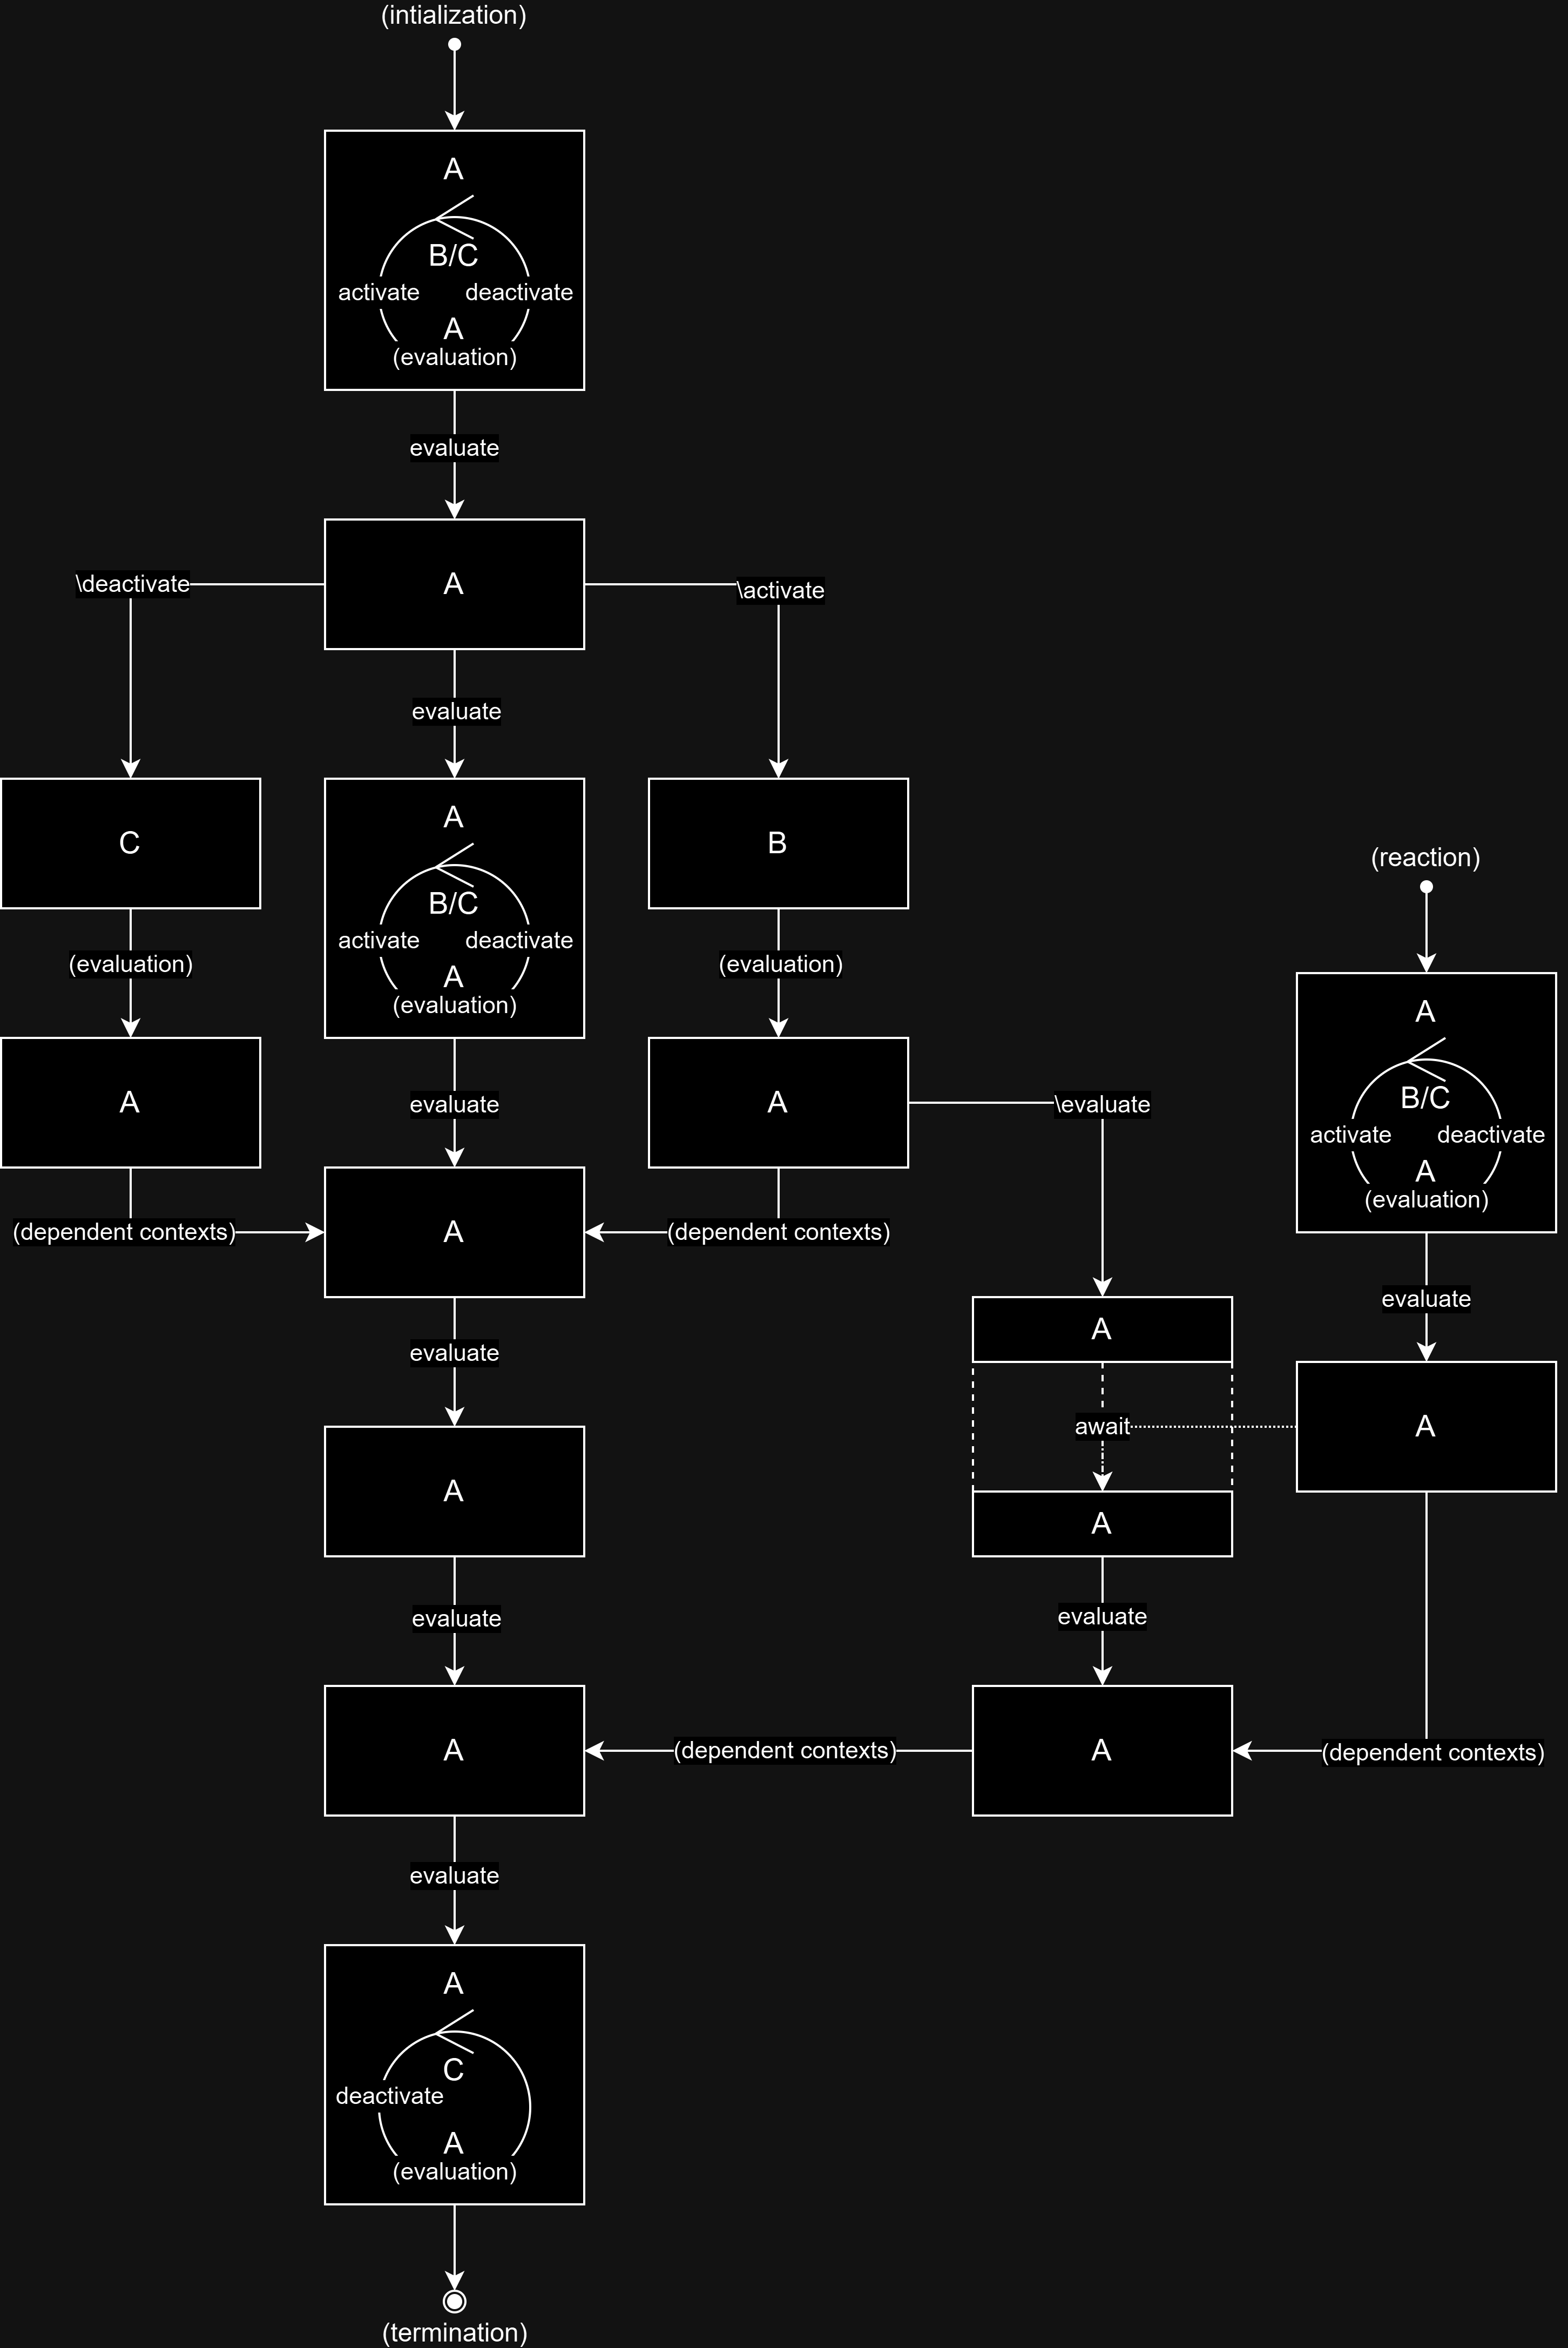 (intialization)
A
B/C
activate
deactivate
A
(evaluation)
evaluate
A
\deactivate
\activate
evaluate
C
A
B/C
activate
deactivate
A
(evaluation)
B
(evaluation)
(evaluation)
(reaction)
A
B/C
activate
deactivate
A
(evaluation)
A
evaluate
A
\evaluate
(dependent contexts)
A
(dependent contexts)
evaluate
A
evaluate
A
await
A
A
A
evaluate
evaluate
A
(dependent contexts)
A
(dependent contexts)
evaluate
A
C
deactivate
A
(evaluation)
(termination)